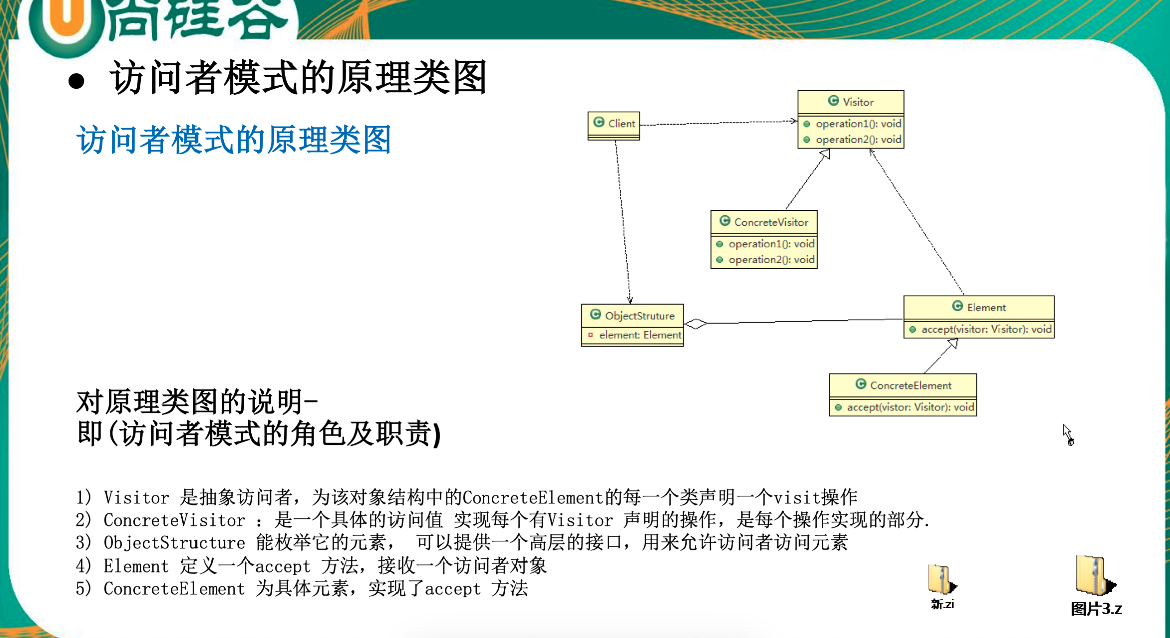 尚硅谷
● 访问者模式的原理类图
访问者模式的原理类图
Client
Visitor
operation1(): void
operation2(): void
ConcreteVisitor
operation1(): void
operation2(): void
ObjectStruture
element: Element
Element
accept(visitor: Visitor): void
ConcreteElement
accept(vistor: Visitor): void
对原理类图的说明-
即(访问者模式的角色及职责)
1) Visitor 是抽象访问者，为该对象结构中的ConcreteElement的每一个类声明一个visit操作
2) ConcreteVisitor ：是一个具体的访问值 实现每个有Visitor 声明的操作，是每个操作实现的部分.
3) ObjectStructure 能枚举它的元素， 可以提供一个高层的接口，用来允许访问者访问元素
4) Element 定义一个accept 方法，接收一个访问者对象
5) ConcreteElement 为具体元素，实现了accept 方法
新.zi
图片3.z